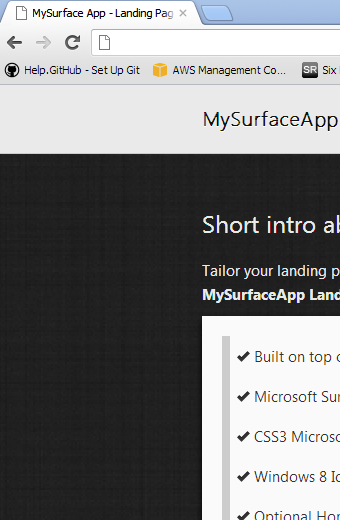 MySurface App - Landing Pag
Help.GitHub - Set Up Git AWS Management Co... SR Six
MySurfaceApp
Short intro ab
Tailor your landing p
MySurfaceApp Land
Built on top o
Microsoft Sur
CSS3 Microso
Windows 8 Ic
Optional Hor